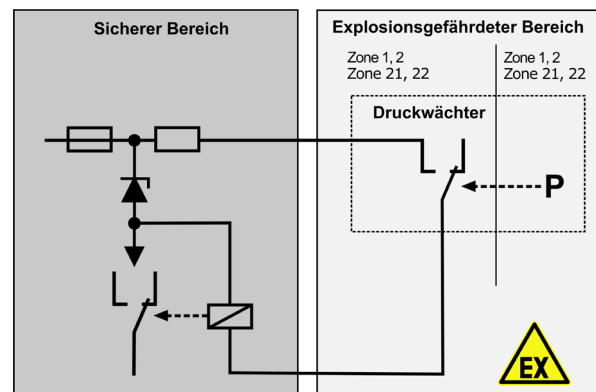 Sicherer Bereich
Explosionsgefährdeter Bereich
Zone 1, 2
Zone 21, 22
Zone 1, 2
Zone 21, 22
Druckwächter
P
EX